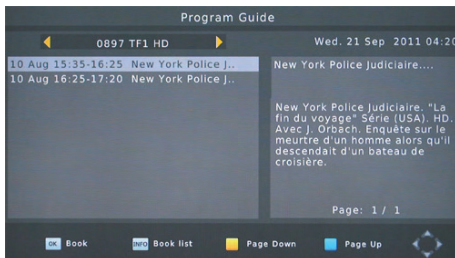 Program Guide
0897 TF1 HD
Wed. 21 Sep 2011 04:20
10 Aug 15:35-16:25 New York Police J..
10 Aug 16:25-17:20 New York Police J..
New York Police Judiciaire....
New York Police Judiciaire. "La
fin du voyage" Série (USA). HD.
Avec J. Orbach. Enquête sur le
meurtre d'un homme alors qu'il
descendait d'un bateau de
croisière.
Page: 1 / 1
OK Book
INFO Book list
Page Down
Page Up